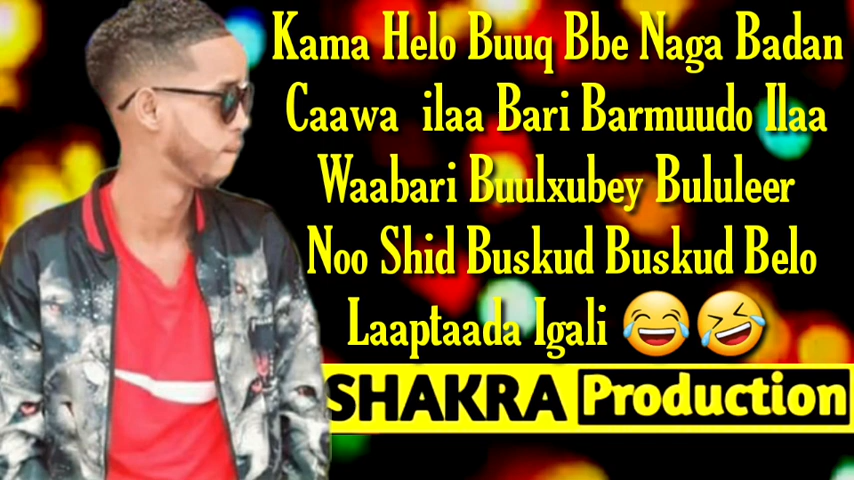 Kama Helo Buuq Bbe Naga Badan
Caawa ilaa Bari Barmuudo Ilaa
Waabari Buulxubey Bululeer
Noo Shid Buskud Buskud Belo
Laaptaada Igali 😂🤣
SHAKRA Production